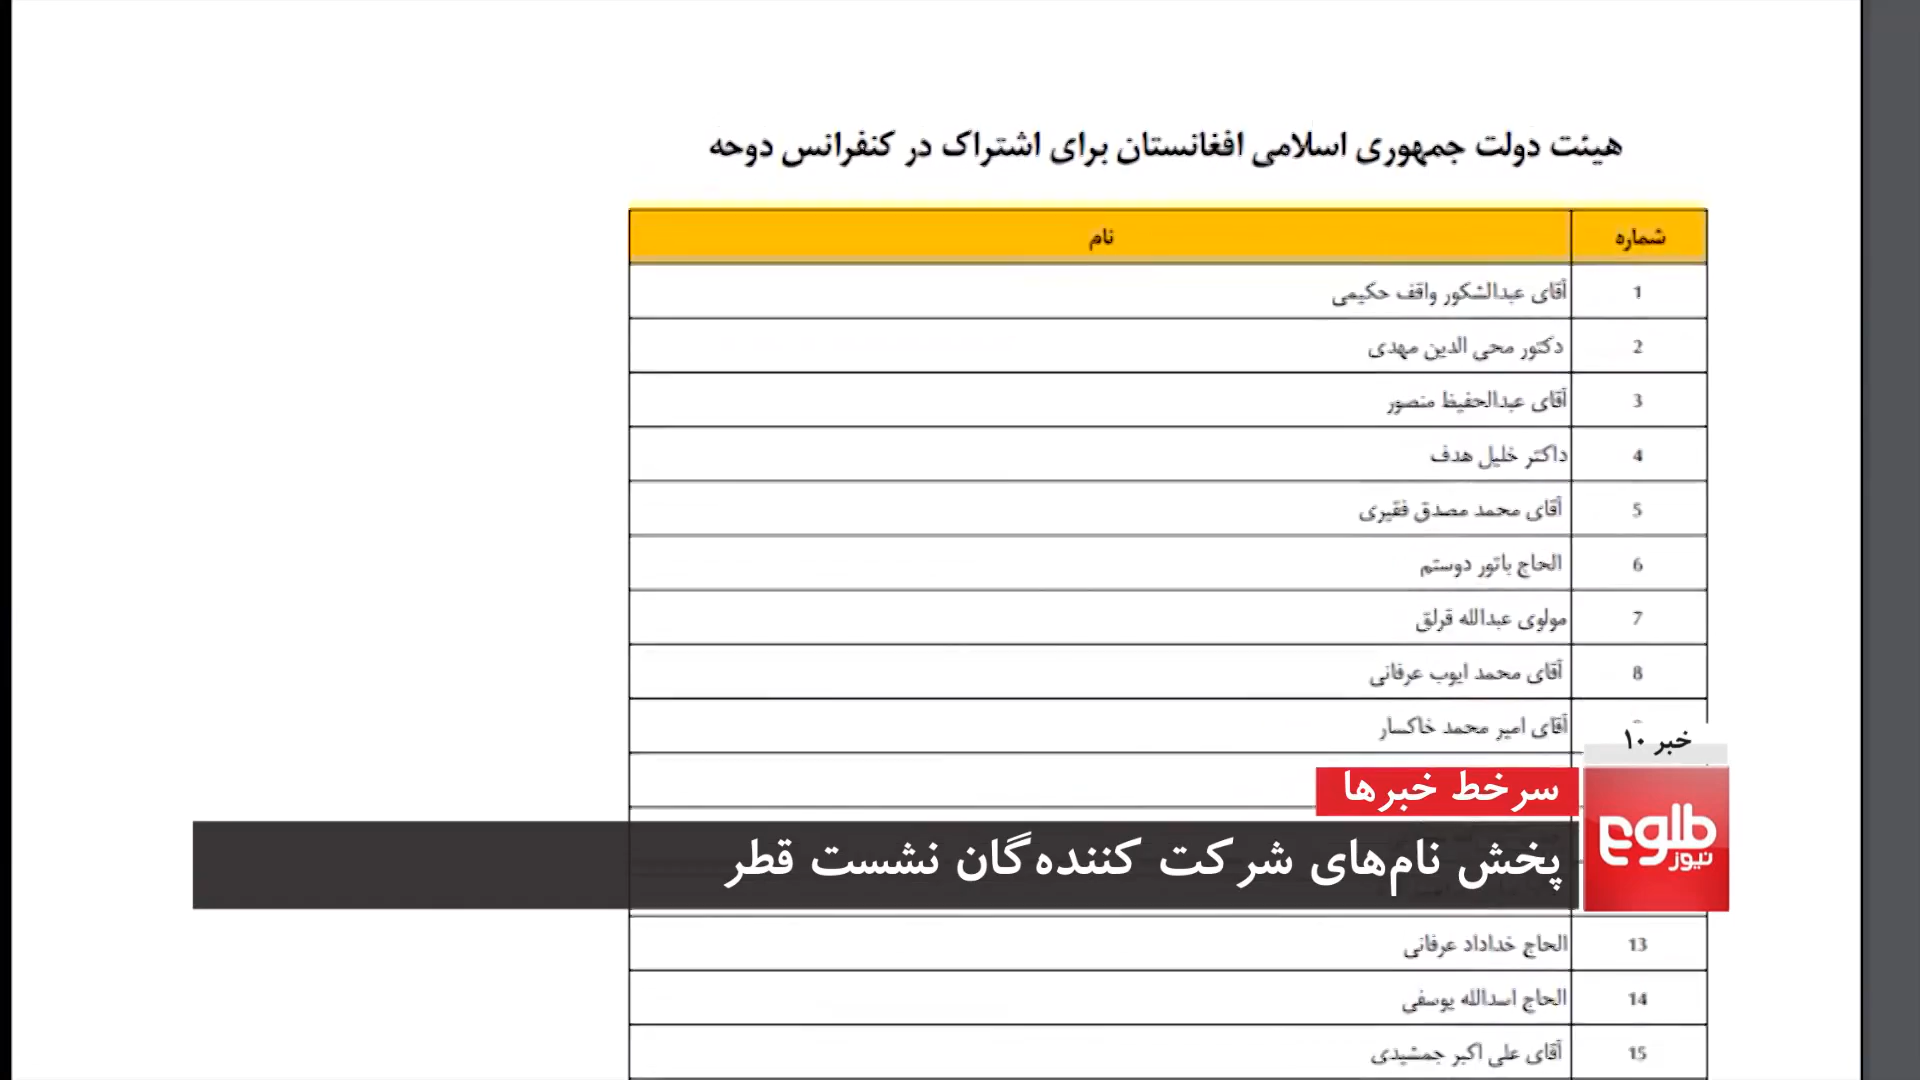 هیئت دولت جمهوری اسلامی افغانستان برای اشتراک در کنفرانس دوحه
شماره نام
1 آقای عبدالشکور واقف حکیمی
2 دکتور محی الدین مهدی
3 آقای عبدالحفیظ منصور
4 داکتر خلیل هدف
5 آقای محمد مصدق فقیری
6 الحاج باتور دوستم
7 مولوی عبدالله قرلق
8 آقای محمد ایوب عرفانی
آقای امیر محمد خاکسار
خبر ۱۰
سرخط خبرها
طلوع نیوز
پخش نام‌های شرکت کننده‌گان نشست قطر
13 الحاج خداداد عرفانی
14 الحاج اسدالله یوسفی
15 آقای علی اکبر جمشیدی